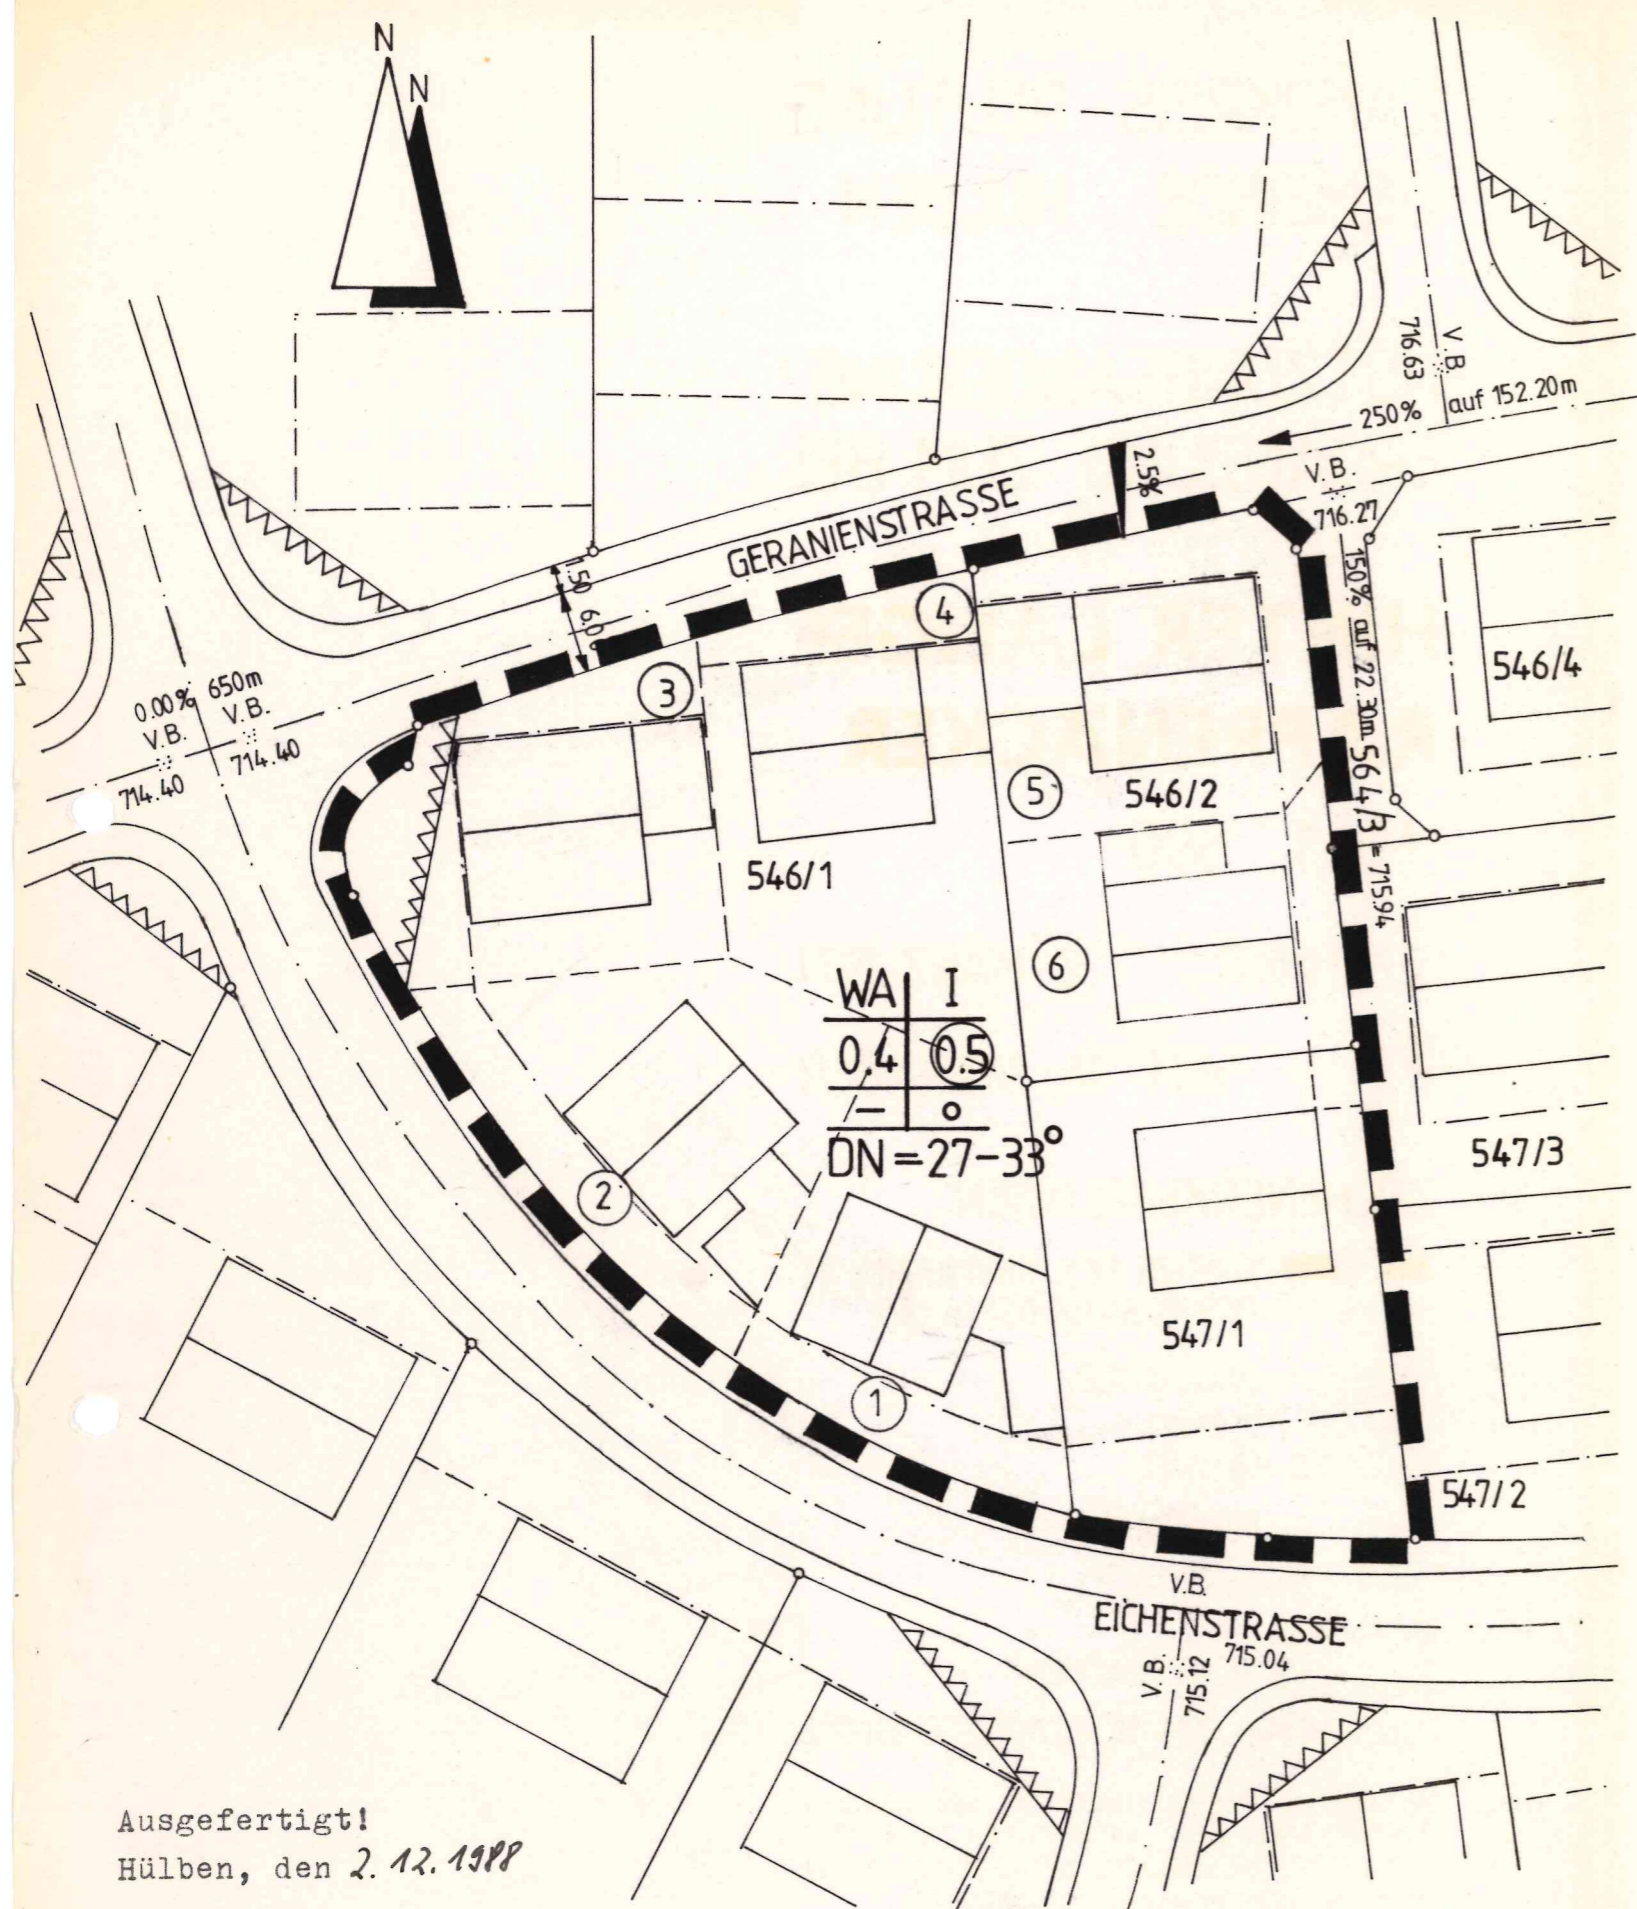 N
N
716.63
V.B
250% auf 152.20m
2.5%
V.B.
716.27
GERANIENSTRASSE
1.50
4
150% auf 22.30m
546/4
0.00% 650m
V.B. V.B.
714.40
714.40
3
5
546/2
564/3
=715.94
546/1
6
WA I
0.4 0.5
– o
DN=27-33°
547/3
2
547/1
1
547/2
V.B.
EICHENSTRASSE
715.04
V.B.
715.12
Ausgefertigt!
Hülben, den 2.12.1988